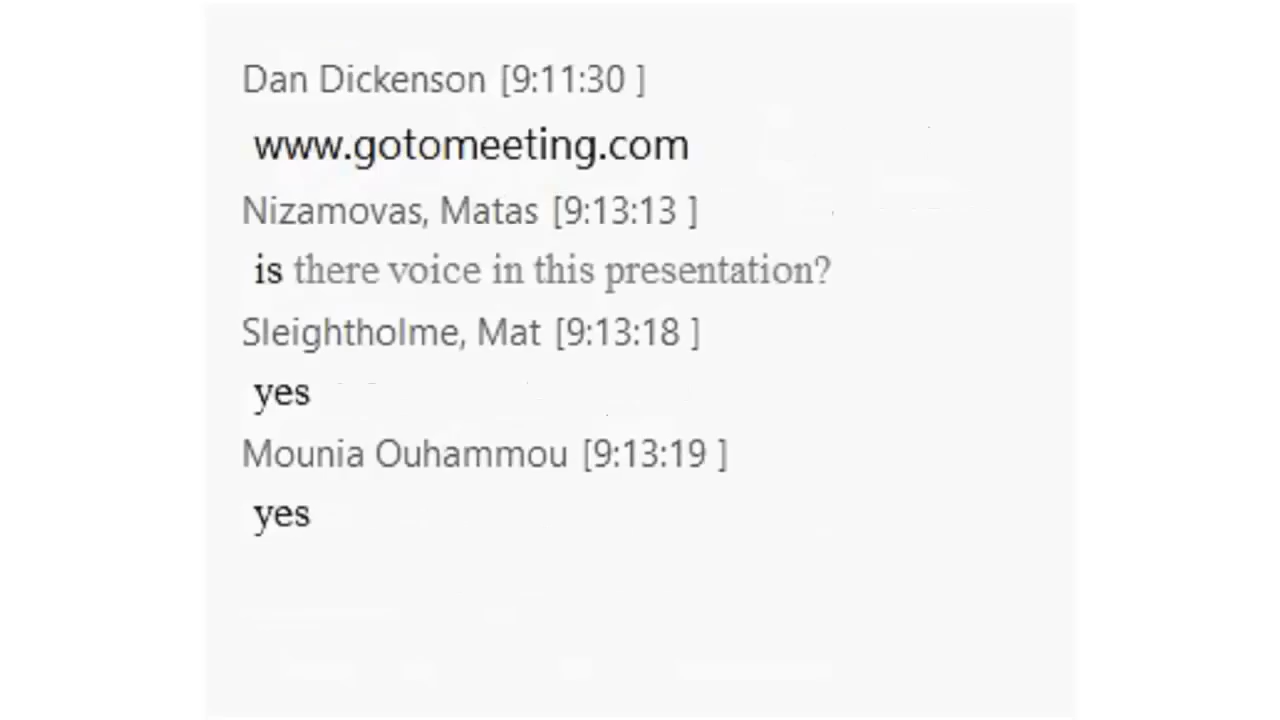 Dan Dickenson [9:11:30 ]
www.gotomeeting.com
Nizamovas, Matas [9:13:13 ]
is there voice in this presentation?
Sleightholme, Mat [9:13:18 ]
yes
Mounia Ouhammou [9:13:19 ]
yes